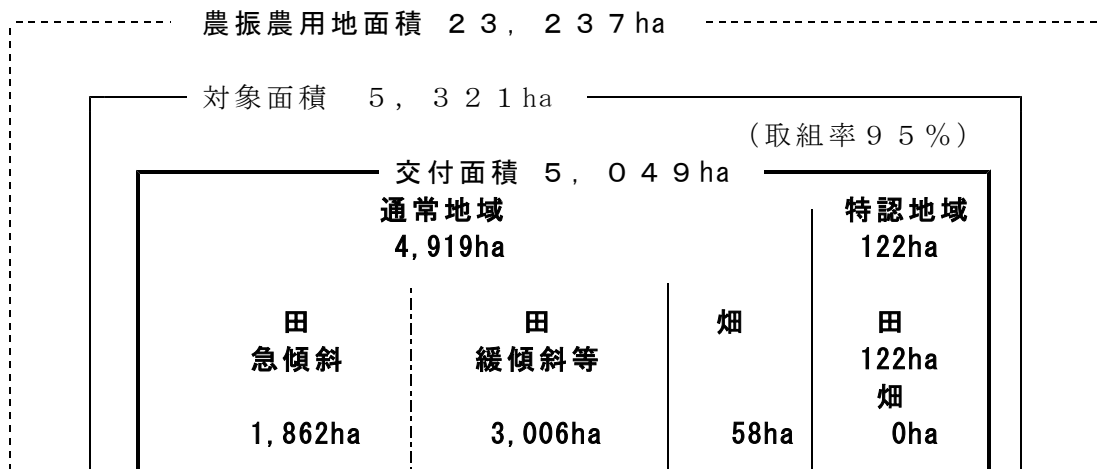 農振農用地面積 ２３，２３７ha
対象面積 ５，３２１ha
（取組率９５％）
交付面積 ５，０４９ha
通常地域 特認地域
4,919ha 122ha
田 田 畑 田
急傾斜 緩傾斜等 122ha
畑
1,862ha 3,006ha 58ha 0ha